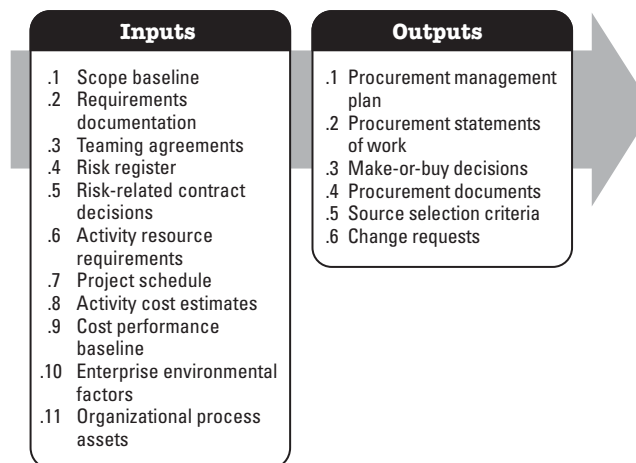 Inputs
.1 Scope baseline
.2 Requirements
documentation
.3 Teaming agreements
.4 Risk register
.5 Risk-related contract
decisions
.6 Activity resource
requirements
.7 Project schedule
.8 Activity cost estimates
.9 Cost performance
baseline
.10 Enterprise environmental
factors
.11 Organizational process
assets
Outputs
.1 Procurement management
plan
.2 Procurement statements
of work
.3 Make-or-buy decisions
.4 Procurement documents
.5 Source selection criteria
.6 Change requests